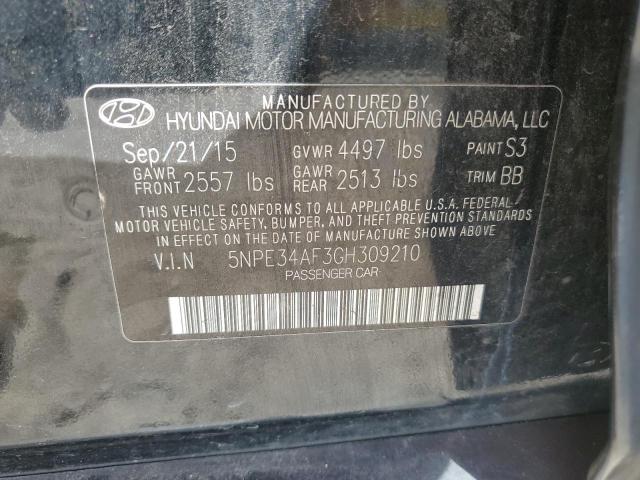 MANUFACTURED BY
HYUNDAI MOTOR MANUFACTURING ALABAMA, LLC
Sep/21/15 GVWR 4497 lbs PAINT S3
GAWR FRONT 2557 lbs GAWR REAR 2513 lbs TRIM BB
THIS VEHICLE CONFORMS TO ALL APPLICABLE U.S.A. FEDERAL
MOTOR VEHICLE SAFETY, BUMPER, AND THEFT PREVENTION STANDARDS
IN EFFECT ON THE DATE OF MANUFACTURE SHOWN ABOVE.
V.I.N 5NPE34AF3GH309210
PASSENGER CAR